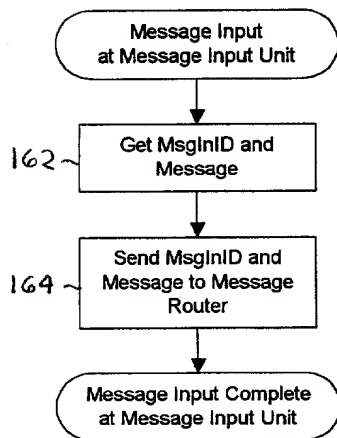 Message Input
at Message Input Unit
162
Get MsgInID and
Message
164
Send MsgInID and
Message to Message
Router
Message Input Complete
at Message Input Unit